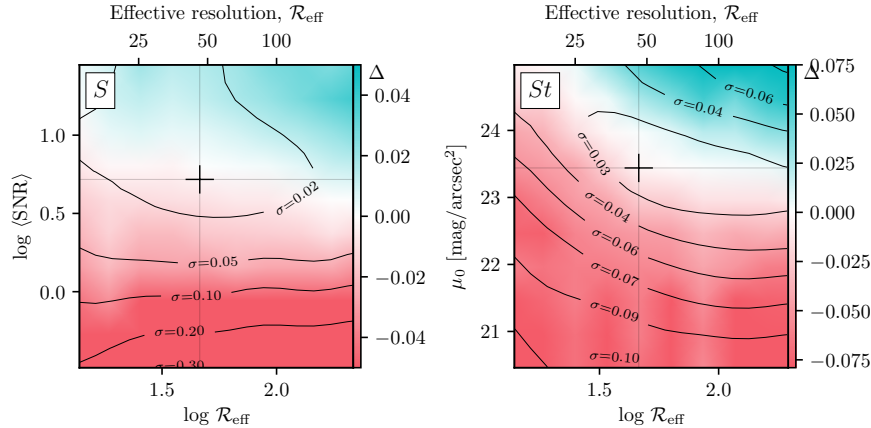 Effective resolution, R_eff
25 50 100
S
Δ
0.04
0.02
0.00
−0.02
−0.04
1.0
0.5
0.0
log ⟨SNR⟩
σ=0.02
σ=0.05
σ=0.10
σ=0.20
σ=0.30
1.5 2.0
log R_eff
Effective resolution, R_eff
25 50 100
St
Δ
0.075
0.050
0.025
0.000
−0.025
−0.050
−0.075
24
23
22
21
μ₀ [mag/arcsec²]
σ=0.06
σ=0.04
σ=0.03
σ=0.04
σ=0.06
σ=0.07
σ=0.09
σ=0.10
1.5 2.0
log R_eff